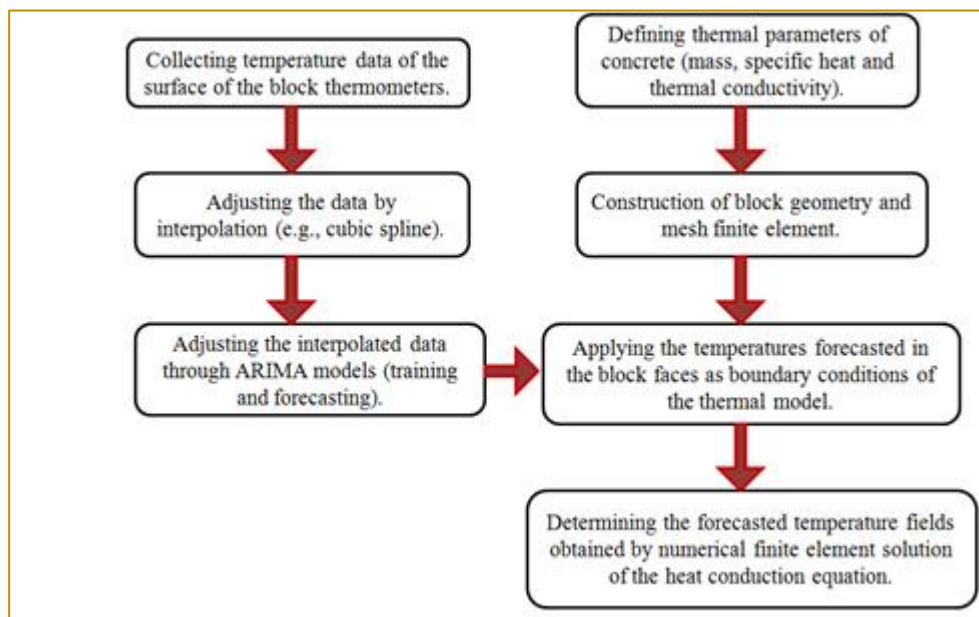 Collecting temperature data of the
surface of the block thermometers.
Adjusting the data by
interpolation (e.g., cubic spline).
Adjusting the interpolated data
through ARIMA models (training
and forecasting).
Defining thermal parameters of
concrete (mass, specific heat and
thermal conductivity).
Construction of block geometry and
mesh finite element.
Applying the temperatures forecasted in
the block faces as boundary conditions of
the thermal model.
Determining the forecasted temperature fields
obtained by numerical finite element solution
of the heat conduction equation.